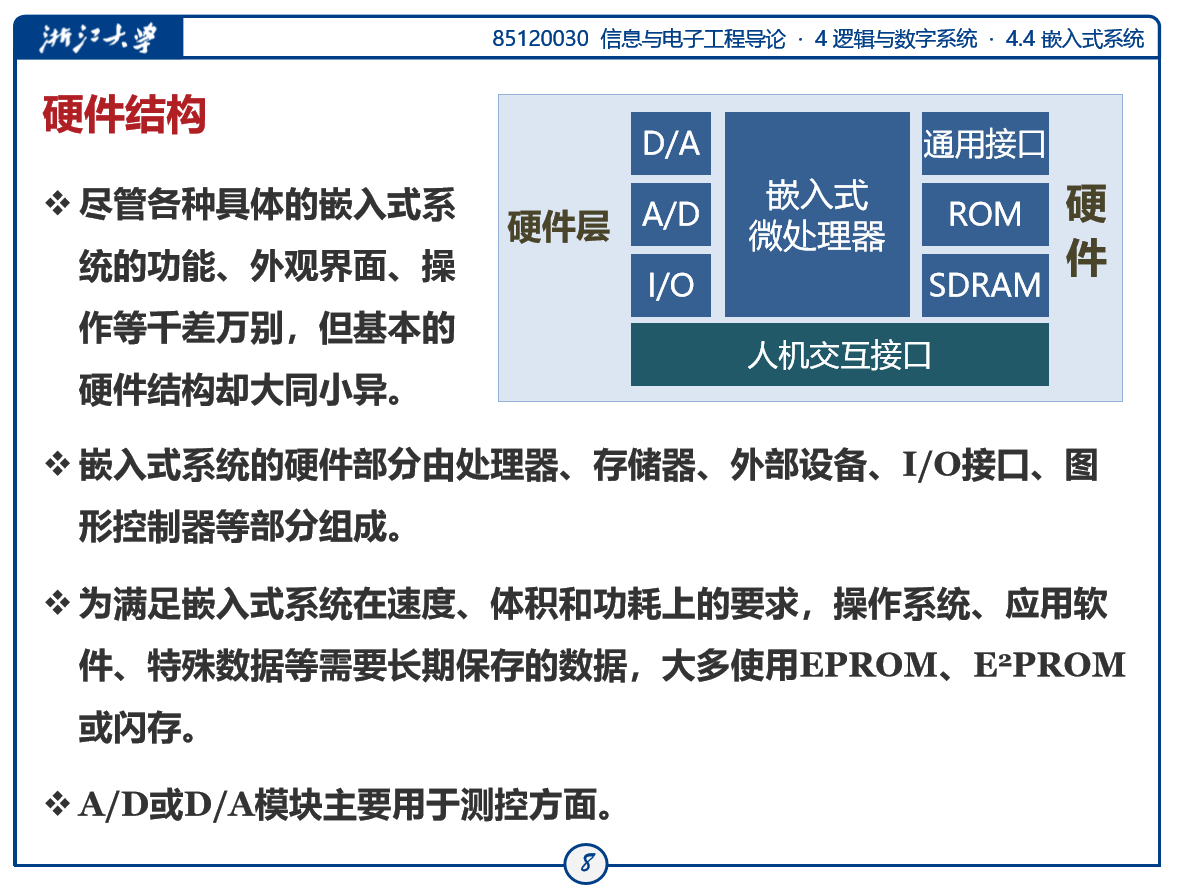 浙江大学
85120030 信息与电子工程导论 · 4 逻辑与数字系统 · 4.4 嵌入式系统
硬件结构
❖ 尽管各种具体的嵌入式系
统的功能、外观界面、操
作等千差万别，但基本的
硬件结构却大同小异。
硬件层
D/A
A/D
I/O
嵌入式
微处理器
通用接口
ROM
SDRAM
人机交互接口
硬
件
❖ 嵌入式系统的硬件部分由处理器、存储器、外部设备、I/O接口、图
形控制器等部分组成。
❖ 为满足嵌入式系统在速度、体积和功耗上的要求，操作系统、应用软
件、特殊数据等需要长期保存的数据，大多使用EPROM、E²PROM
或闪存。
❖ A/D或D/A模块主要用于测控方面。
8